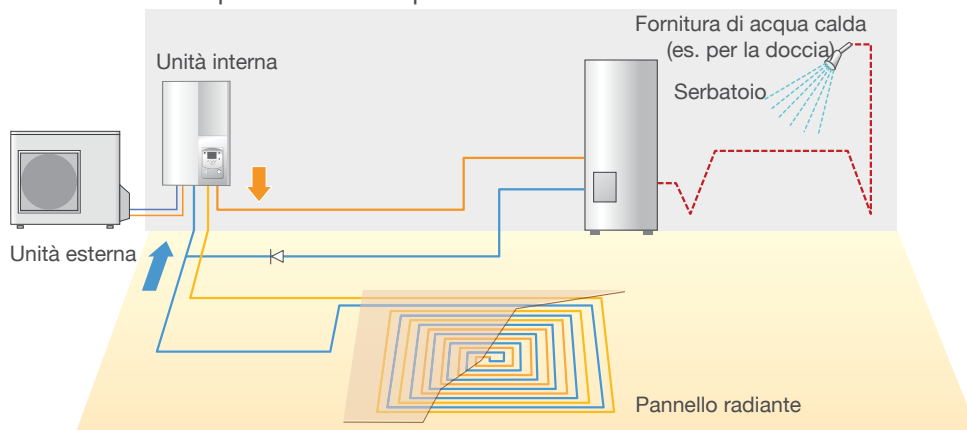 Fornitura di acqua calda
(es. per la doccia)
Unità interna
Serbatoio
Unità esterna
Pannello radiante